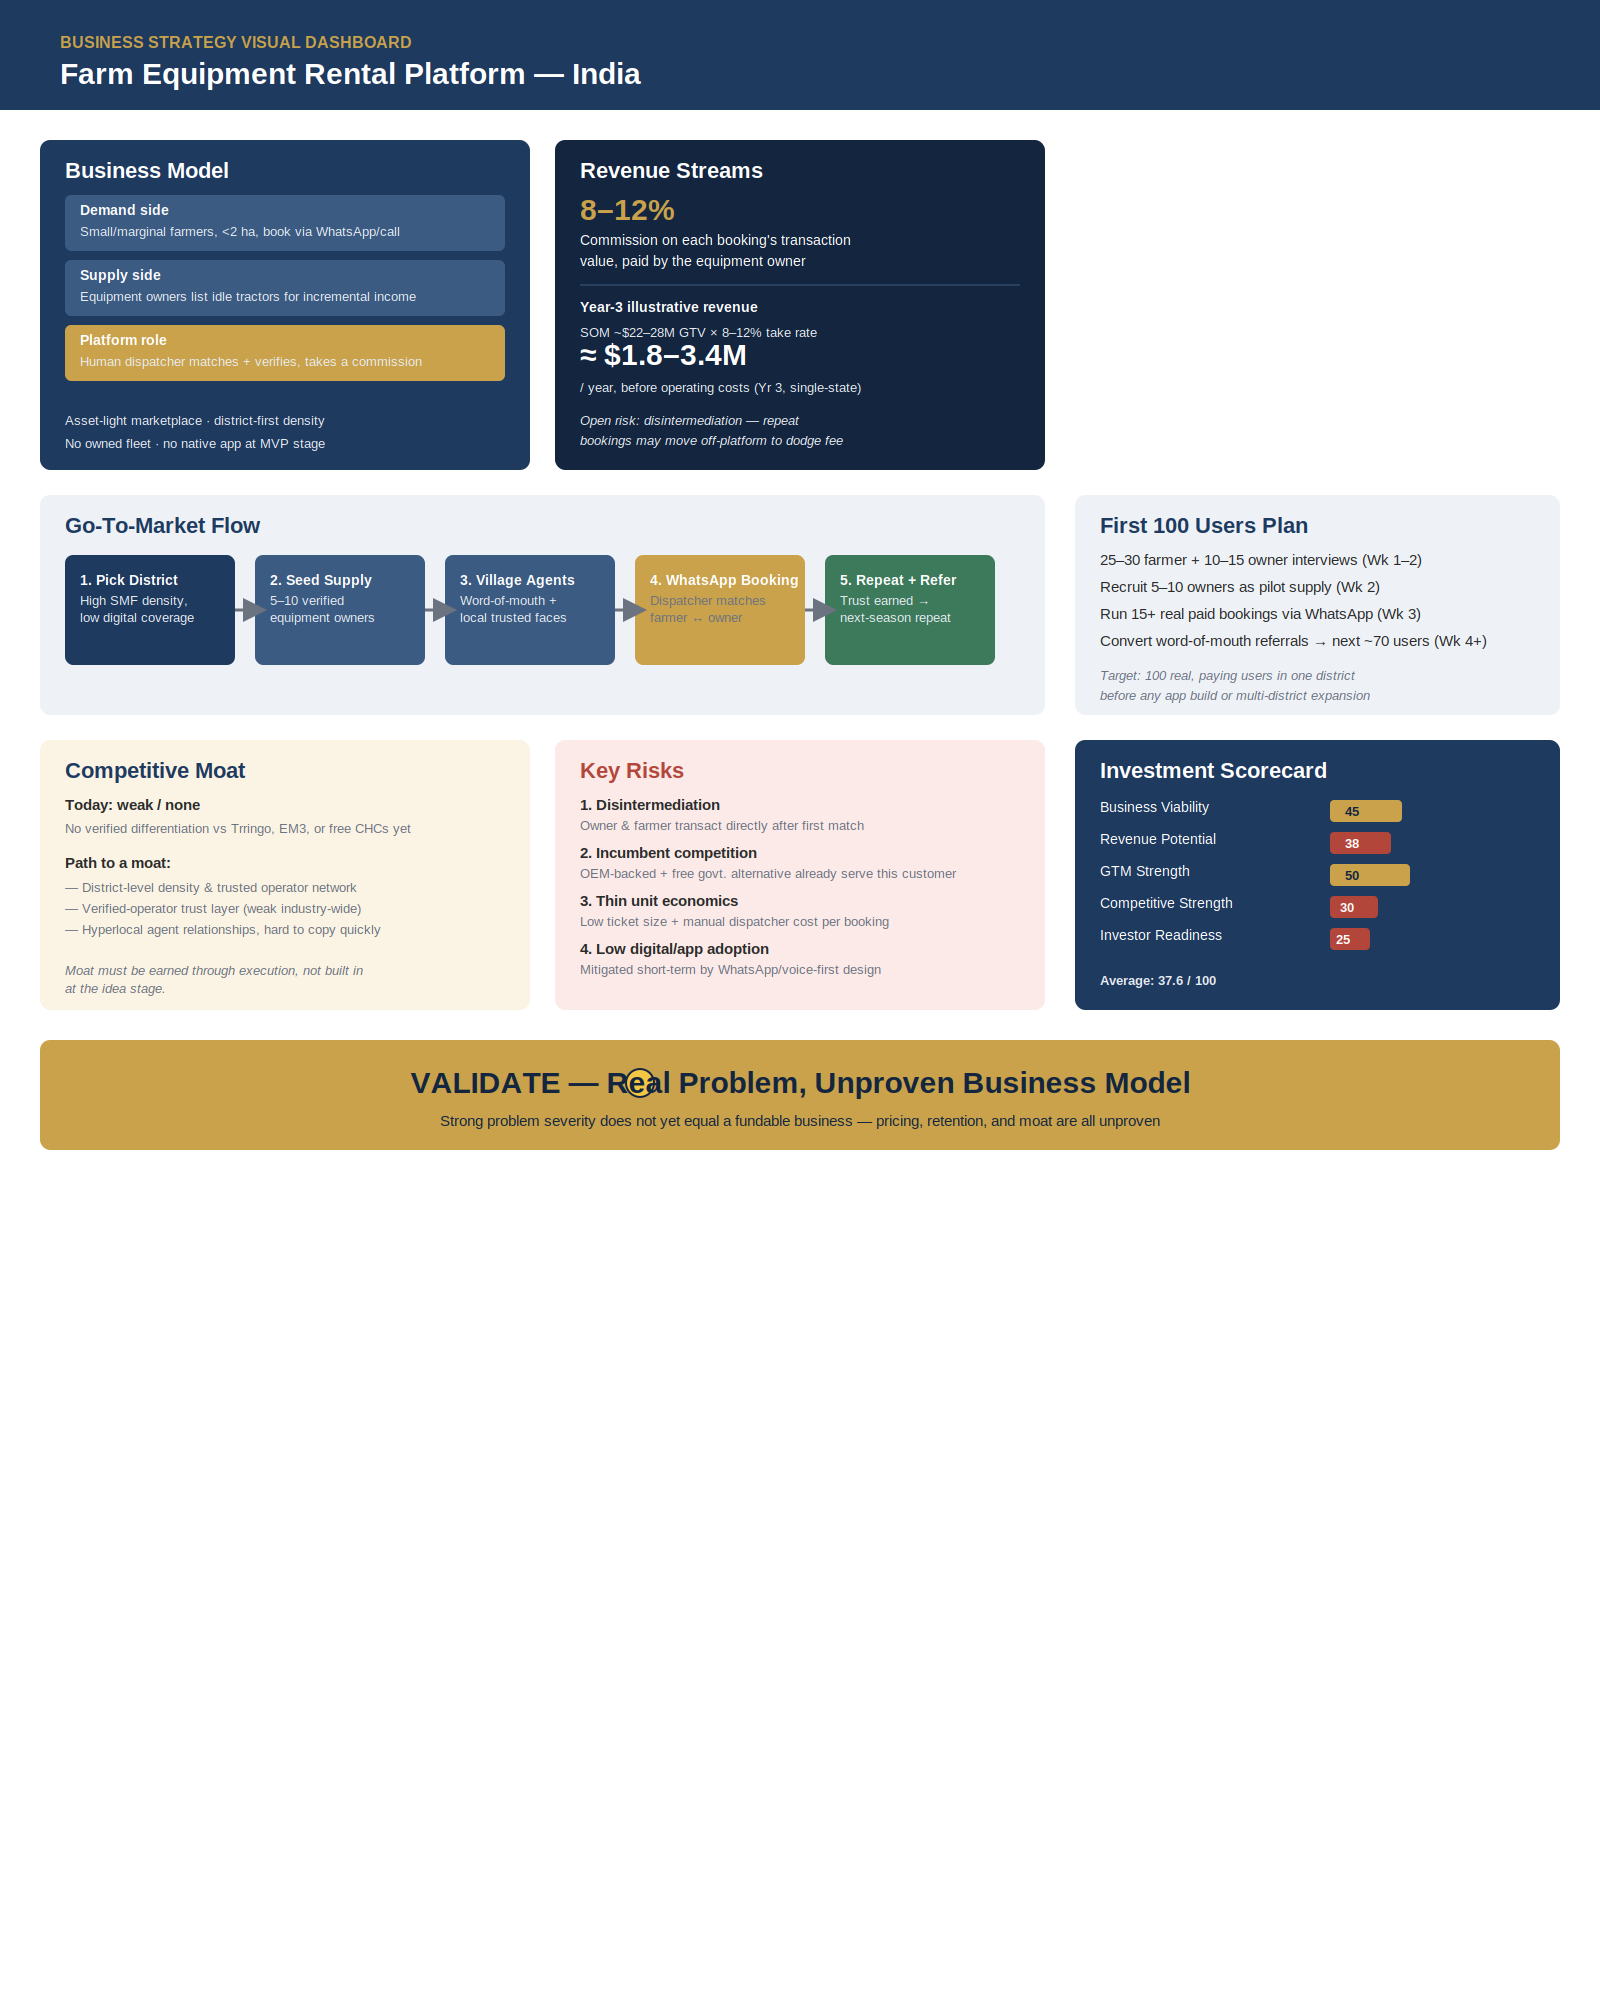 BUSINESS STRATEGY VISUAL DASHBOARD
Farm Equipment Rental Platform — India
Business Model
Demand side
Small/marginal farmers, <2 ha, book via WhatsApp/call
Supply side
Equipment owners list idle tractors for incremental income
Platform role
Human dispatcher matches + verifies, takes a commission
Asset-light marketplace · district-first density
No owned fleet · no native app at MVP stage
Revenue Streams
8–12%
Commission on each booking's transaction
value, paid by the equipment owner
Year-3 illustrative revenue
SOM ~$22–28M GTV × 8–12% take rate
≈ $1.8–3.4M
/ year, before operating costs (Yr 3, single-state)
Open risk: disintermediation — repeat
bookings may move off-platform to dodge fee
Go-To-Market Flow
1. Pick District
High SMF density,
low digital coverage
2. Seed Supply
5–10 verified
equipment owners
3. Village Agents
Word-of-mouth +
local trusted faces
4. WhatsApp Booking
Dispatcher matches
farmer ↔ owner
5. Repeat + Refer
Trust earned →
next-season repeat
First 100 Users Plan
25–30 farmer + 10–15 owner interviews (Wk 1–2)
Recruit 5–10 owners as pilot supply (Wk 2)
Run 15+ real paid bookings via WhatsApp (Wk 3)
Convert word-of-mouth referrals → next ~70 users (Wk 4+)
Target: 100 real, paying users in one district
before any app build or multi-district expansion
Competitive Moat
Today: weak / none
No verified differentiation vs Trringo, EM3, or free CHCs yet
Path to a moat:
— District-level density & trusted operator network
— Verified-operator trust layer (weak industry-wide)
— Hyperlocal agent relationships, hard to copy quickly
Moat must be earned through execution, not built in
at the idea stage.
Key Risks
1. Disintermediation
Owner & farmer transact directly after first match
2. Incumbent competition
OEM-backed + free govt. alternative already serve this customer
3. Thin unit economics
Low ticket size + manual dispatcher cost per booking
4. Low digital/app adoption
Mitigated short-term by WhatsApp/voice-first design
Investment Scorecard
Business Viability 45
Revenue Potential 38
GTM Strength 50
Competitive Strength 30
Investor Readiness 25
Average: 37.6 / 100
VALIDATE — Real Problem, Unproven Business Model
Strong problem severity does not yet equal a fundable business — pricing, retention, and moat are all unproven